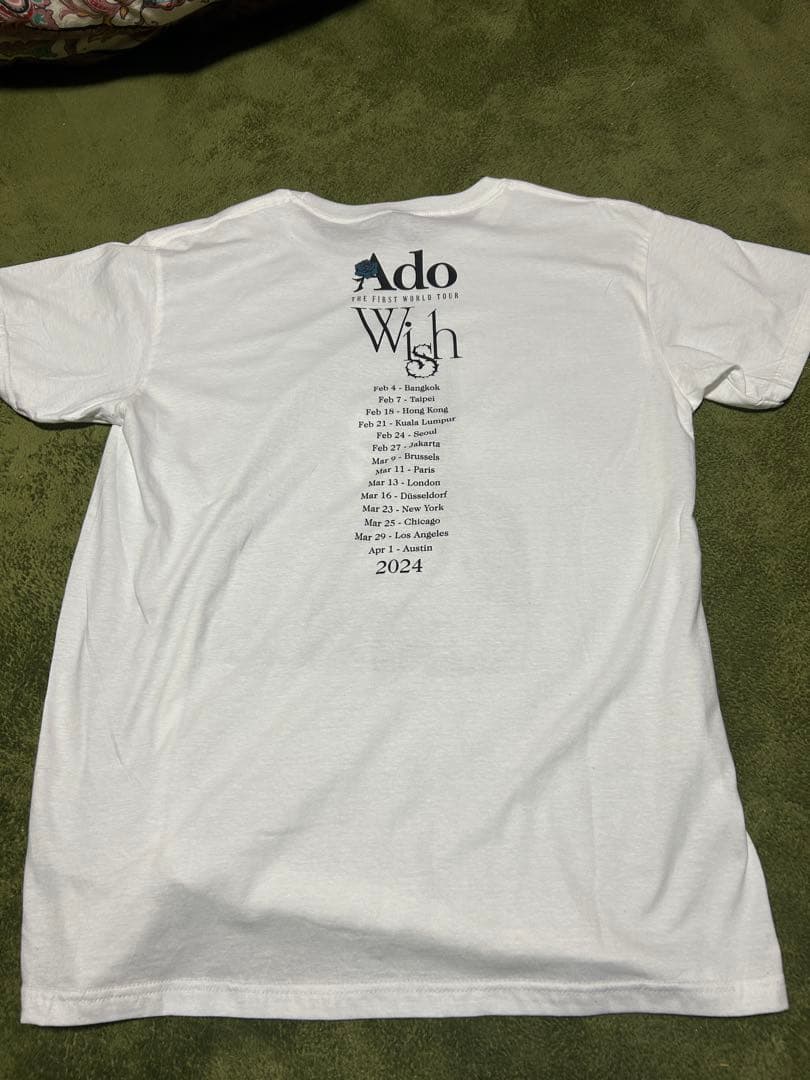 Ado
THE FIRST WORLD TOUR
Wish
Feb 4 - Bangkok
Feb 7 - Taipei
Feb 18 - Hong Kong
Feb 21 - Kuala Lumpur
Feb 24 - Seoul
Feb 27 - Jakarta
Mar 9 - Brussels
Mar 11 - Paris
Mar 13 - London
Mar 16 - Düsseldorf
Mar 23 - New York
Mar 25 - Chicago
Mar 29 - Los Angeles
Apr 1 - Austin
2024